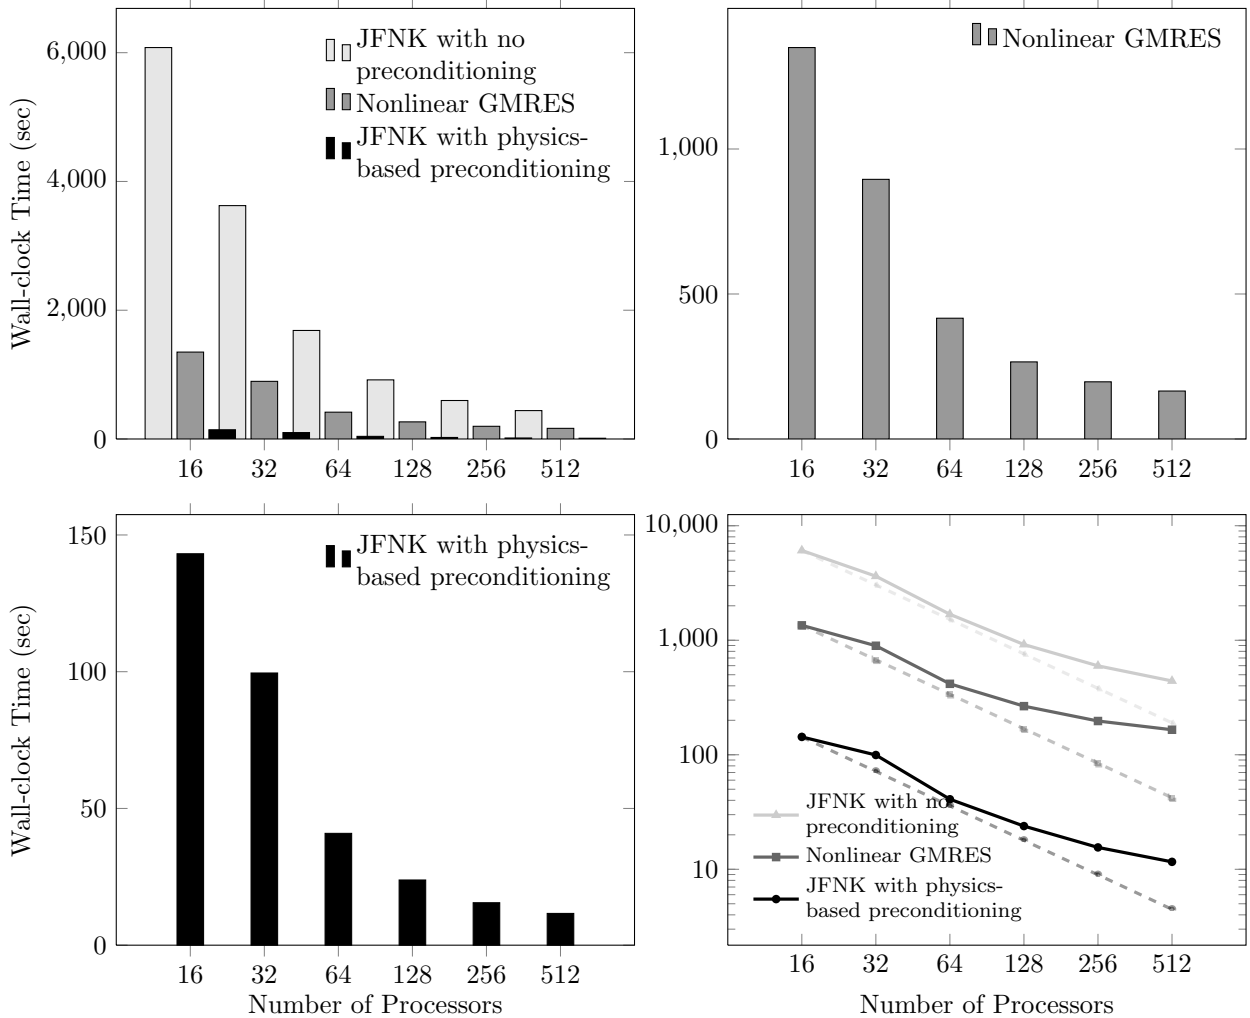 6,000
4,000
2,000
0
Wall-clock Time (sec)
JFNK with no
preconditioning
Nonlinear GMRES
JFNK with physics-
based preconditioning
16 32 64 128 256 512
1,000
500
0
Nonlinear GMRES
16 32 64 128 256 512
150
100
50
0
Wall-clock Time (sec)
JFNK with physics-
based preconditioning
16 32 64 128 256 512
Number of Processors
10,000
1,000
100
10
JFNK with no
preconditioning
Nonlinear GMRES
JFNK with physics-
based preconditioning
16 32 64 128 256 512
Number of Processors